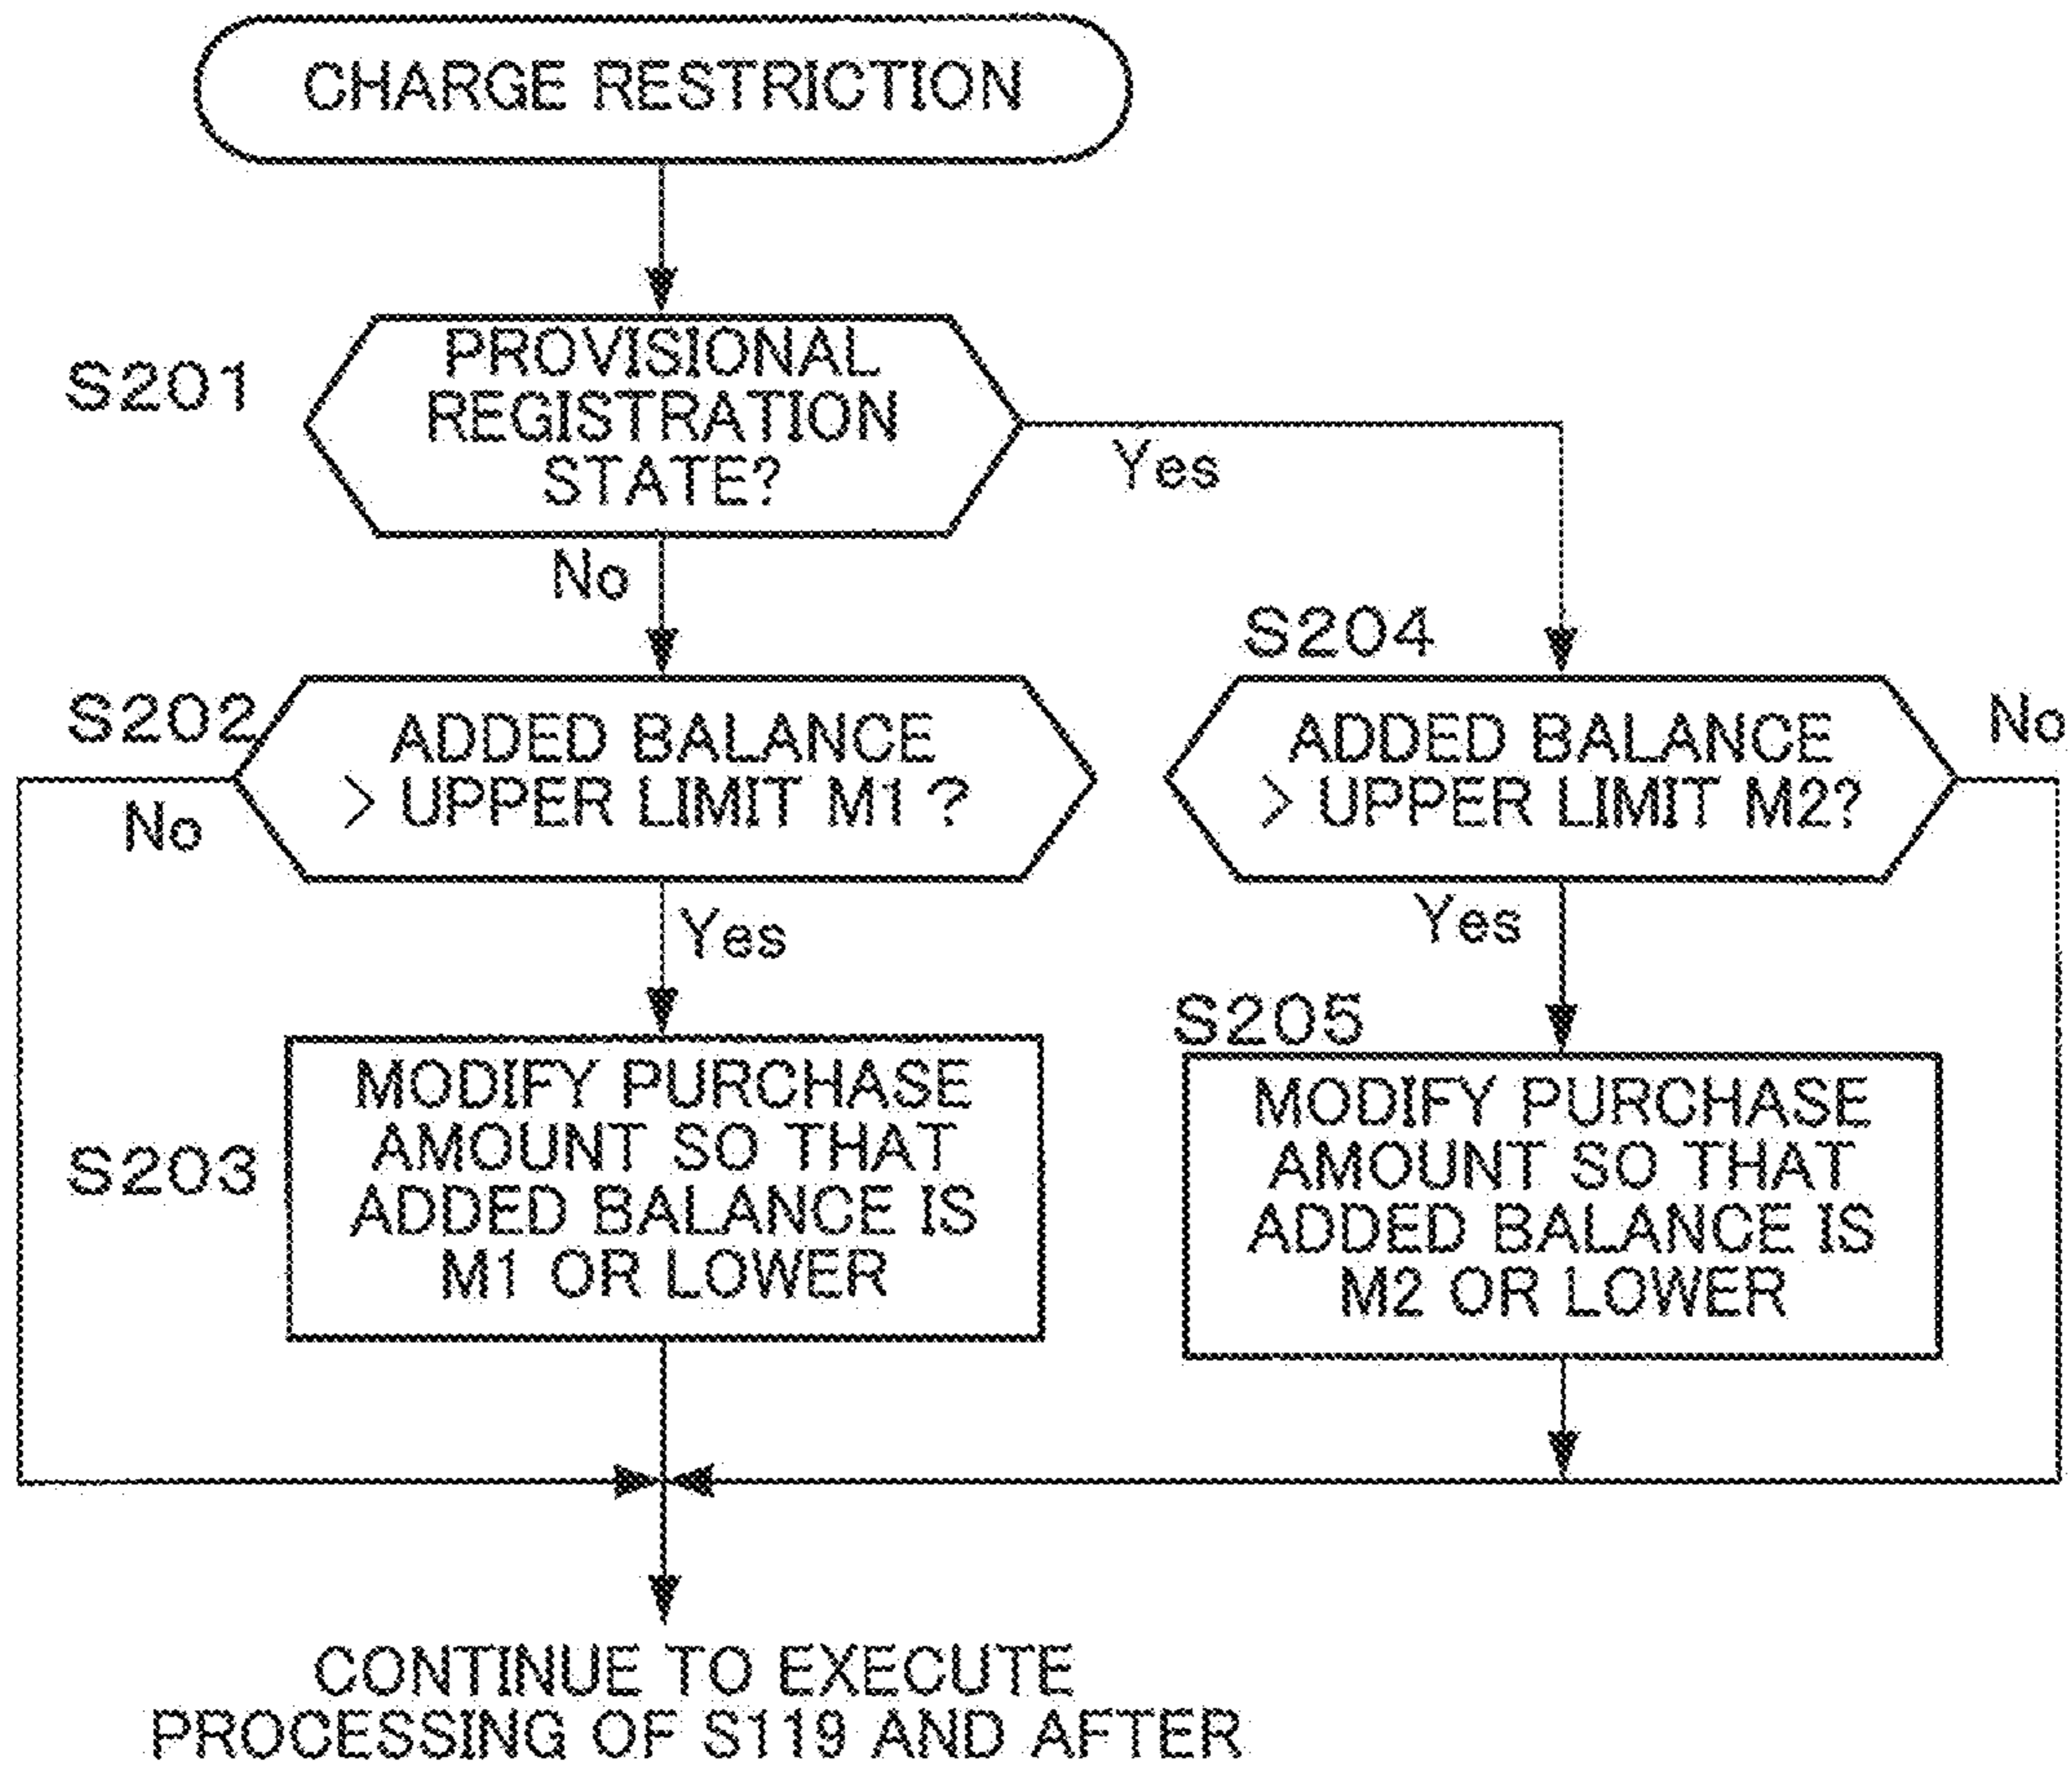 CHARGE RESTRICTION
S201
PROVISIONAL
REGISTRATION
STATE?
Yes
No
S202
ADDED BALANCE
> UPPER LIMIT M1?
No
Yes
S204
ADDED BALANCE
> UPPER LIMIT M2?
No
Yes
S203
MODIFY PURCHASE
AMOUNT SO THAT
ADDED BALANCE IS
M1 OR LOWER
S205
MODIFY PURCHASE
AMOUNT SO THAT
ADDED BALANCE IS
M2 OR LOWER
CONTINUE TO EXECUTE
PROCESSING OF S119 AND AFTER